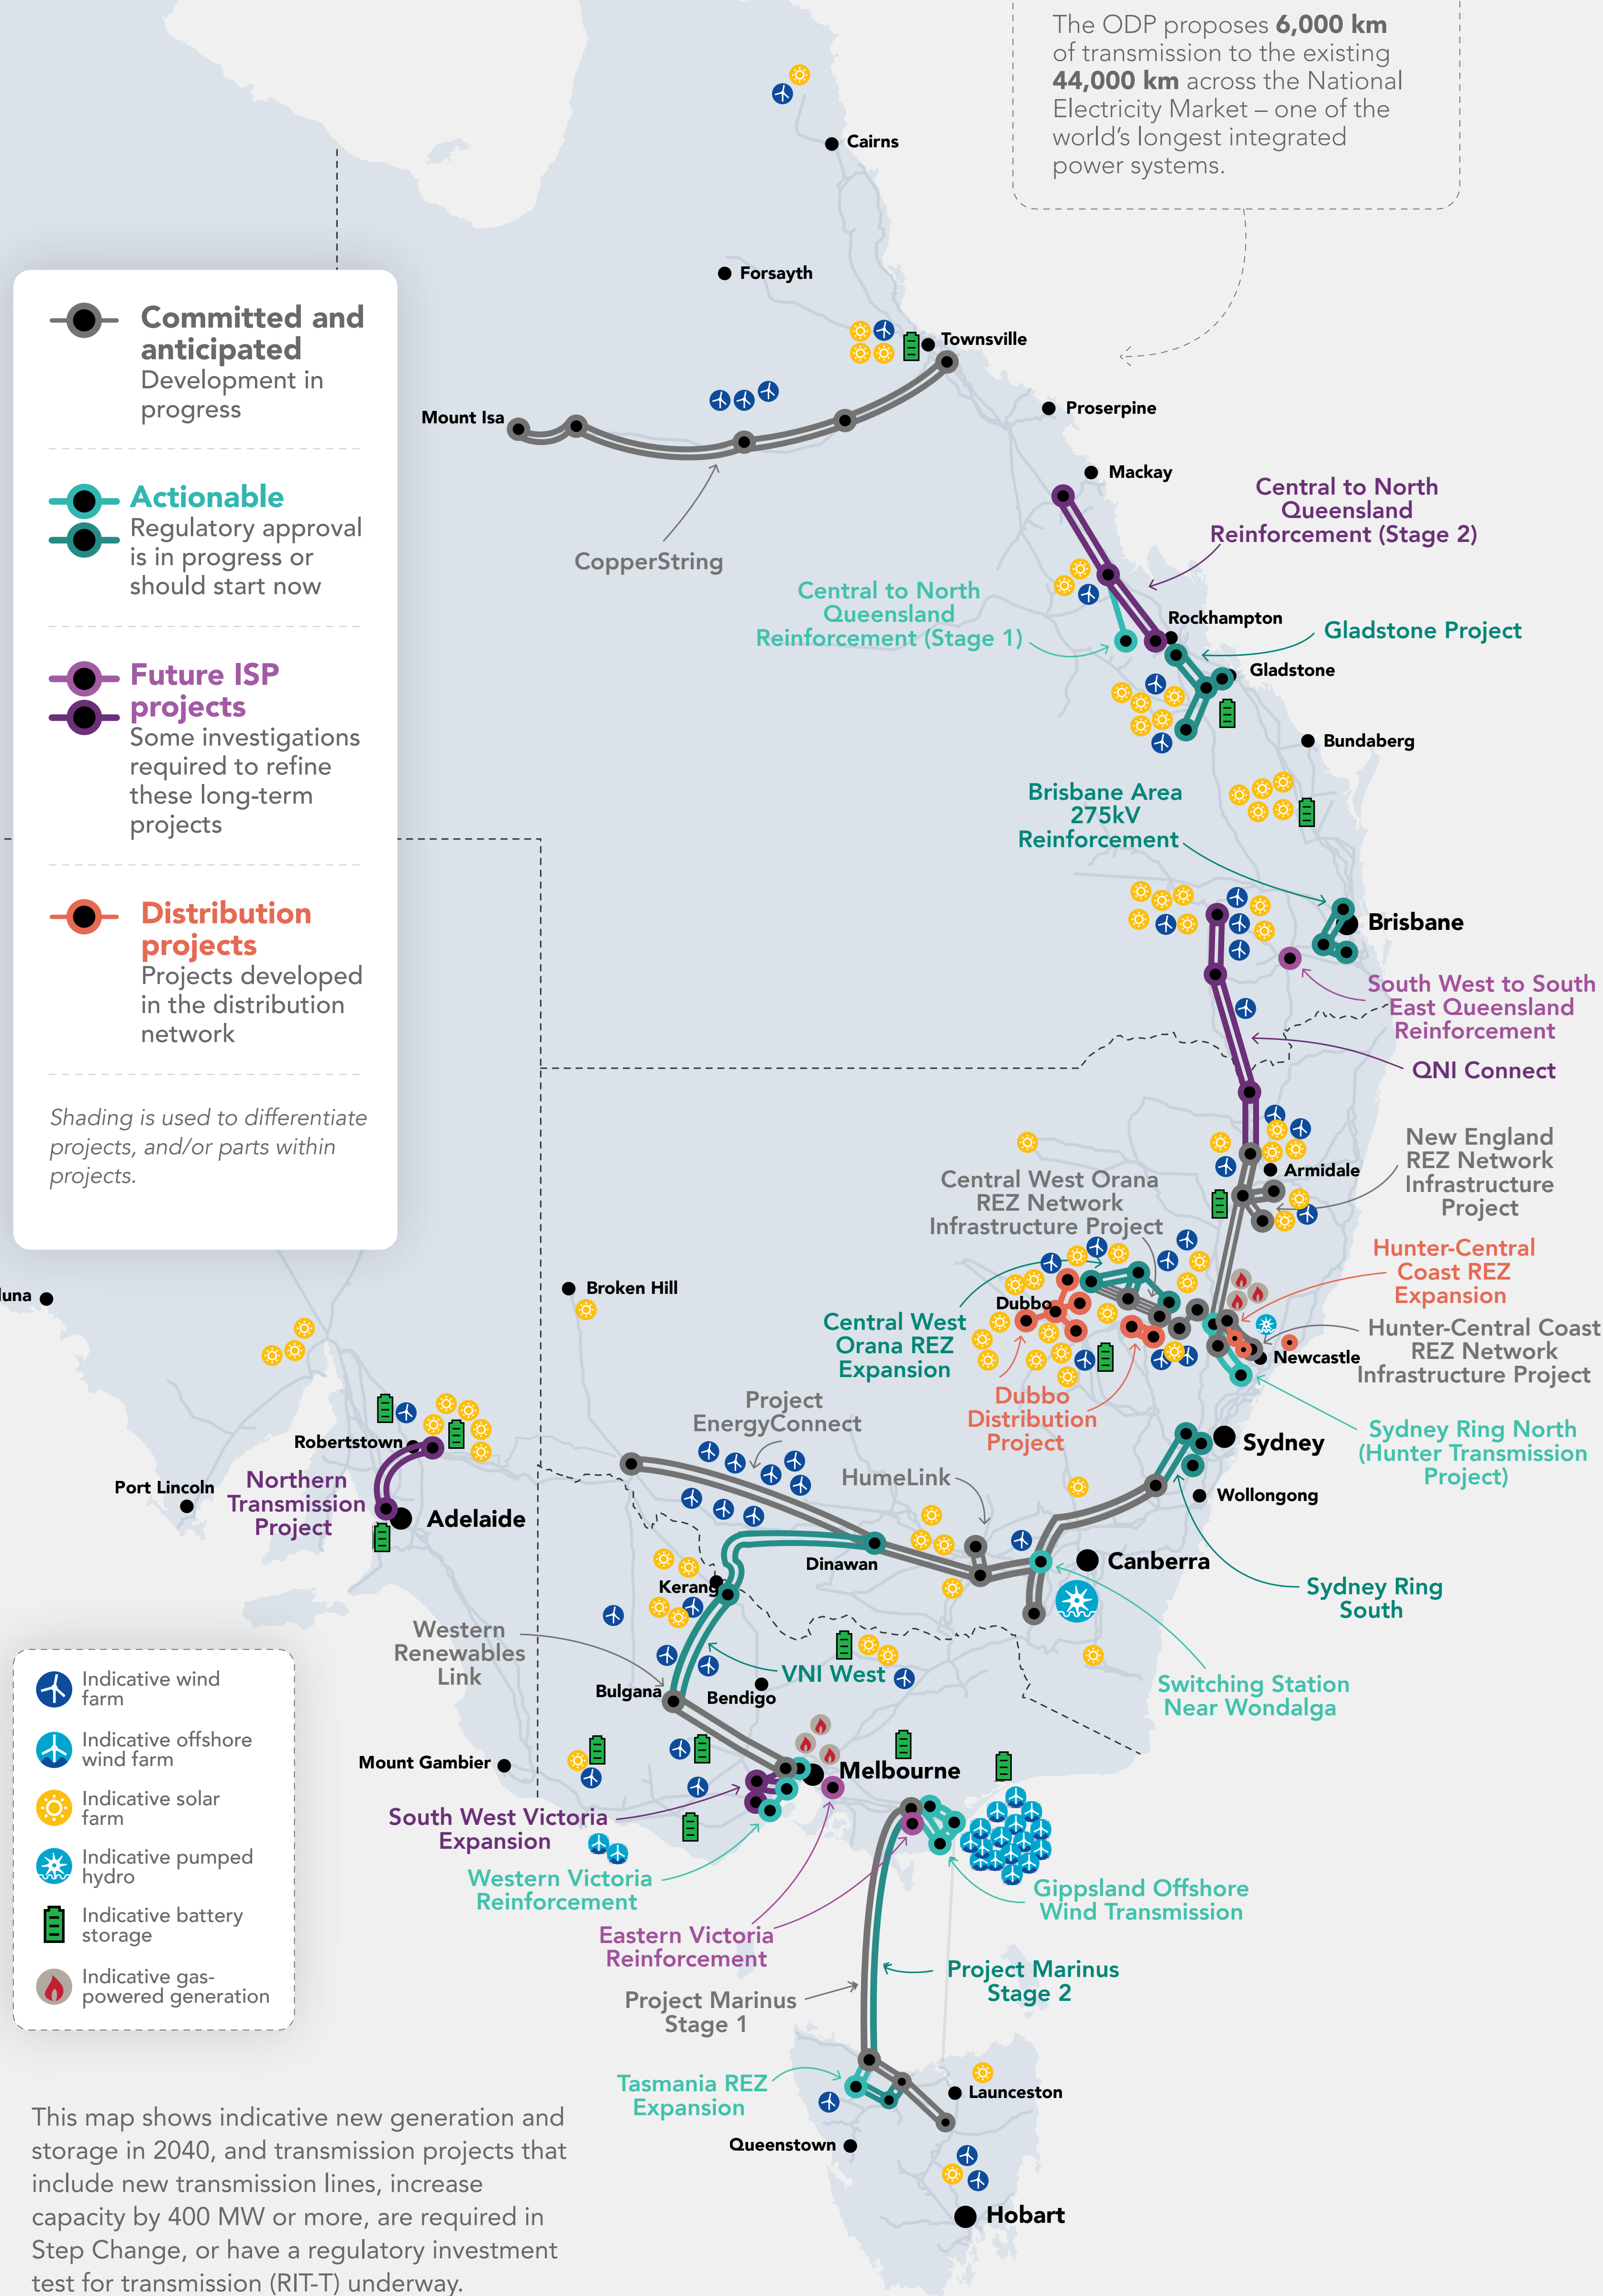 The ODP proposes 6,000 km
of transmission to the existing
44,000 km across the National
Electricity Market – one of the
world's longest integrated
power systems.
Cairns
Forsayth
Townsville
Mount Isa
Proserpine
Mackay
CopperString
Central to North
Queensland
Reinforcement (Stage 2)
Central to North
Queensland
Reinforcement (Stage 1)
Rockhampton
Gladstone Project
Gladstone
Bundaberg
Brisbane Area
275kV
Reinforcement
Brisbane
South West to South
East Queensland
Reinforcement
QNI Connect
Committed and
anticipated
Development in
progress
Actionable
Regulatory approval
is in progress or
should start now
Future ISP
projects
Some investigations
required to refine
these long-term
projects
Distribution
projects
Projects developed
in the distribution
network
Shading is used to differentiate
projects, and/or parts within
projects.
New England
REZ Network
Infrastructure
Project
Armidale
Central West Orana
REZ Network
Infrastructure Project
Hunter-Central
Coast REZ
Expansion
Dubbo
Central West
Orana REZ
Expansion
Hunter-Central Coast
REZ Network
Infrastructure Project
Newcastle
Dubbo
Distribution
Project
Sydney Ring North
(Hunter Transmission
Project)
luna
Broken Hill
Project
EnergyConnect
Robertstown
Port Lincoln
Northern
Transmission
Project
Adelaide
HumeLink
Sydney
Wollongong
Dinawan
Canberra
Kerang
Sydney Ring
South
Western
Renewables
Link
VNI West
Bulgana
Bendigo
Switching Station
Near Wondalga
Mount Gambier
Melbourne
South West Victoria
Expansion
Western Victoria
Reinforcement
Gippsland Offshore
Wind Transmission
Eastern Victoria
Reinforcement
Project Marinus
Stage 2
Project Marinus
Stage 1
Tasmania REZ
Expansion
Launceston
Queenstown
Hobart
Indicative wind
farm
Indicative offshore
wind farm
Indicative solar
farm
Indicative pumped
hydro
Indicative battery
storage
Indicative gas-
powered generation
This map shows indicative new generation and
storage in 2040, and transmission projects that
include new transmission lines, increase
capacity by 400 MW or more, are required in
Step Change, or have a regulatory investment
test for transmission (RIT-T) underway.